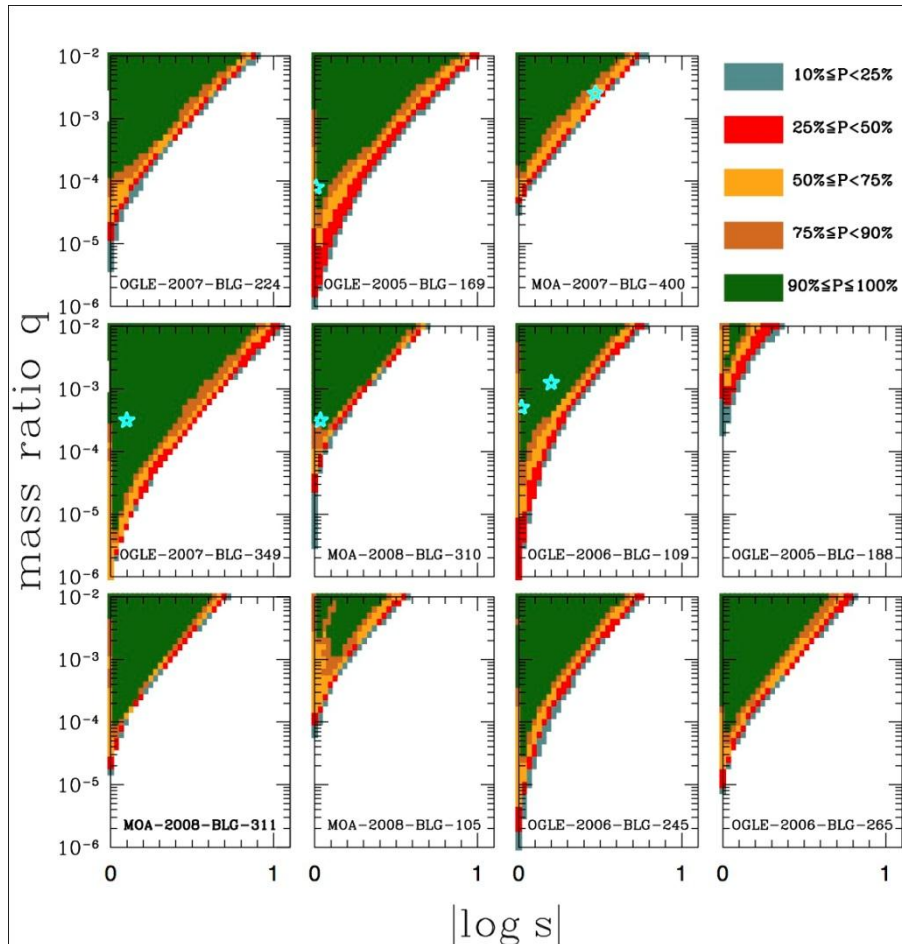 10⁻²
10⁻³
10⁻⁴
10⁻⁵
10⁻⁶
OGLE-2007-BLG-224
OGLE-2005-BLG-169
MOA-2007-BLG-400
10%≦P<25%
25%≦P<50%
50%≦P<75%
75%≦P<90%
90%≦P≦100%
mass ratio q
10⁻²
10⁻³
10⁻⁴
10⁻⁵
10⁻⁶
OGLE-2007-BLG-349
MOA-2008-BLG-310
OGLE-2006-BLG-109
OGLE-2005-BLG-188
10⁻²
10⁻³
10⁻⁴
10⁻⁵
10⁻⁶
MOA-2008-BLG-311
MOA-2008-BLG-105
OGLE-2006-BLG-245
OGLE-2006-BLG-265
0 1 0 1 0 1 0 1
|log s|